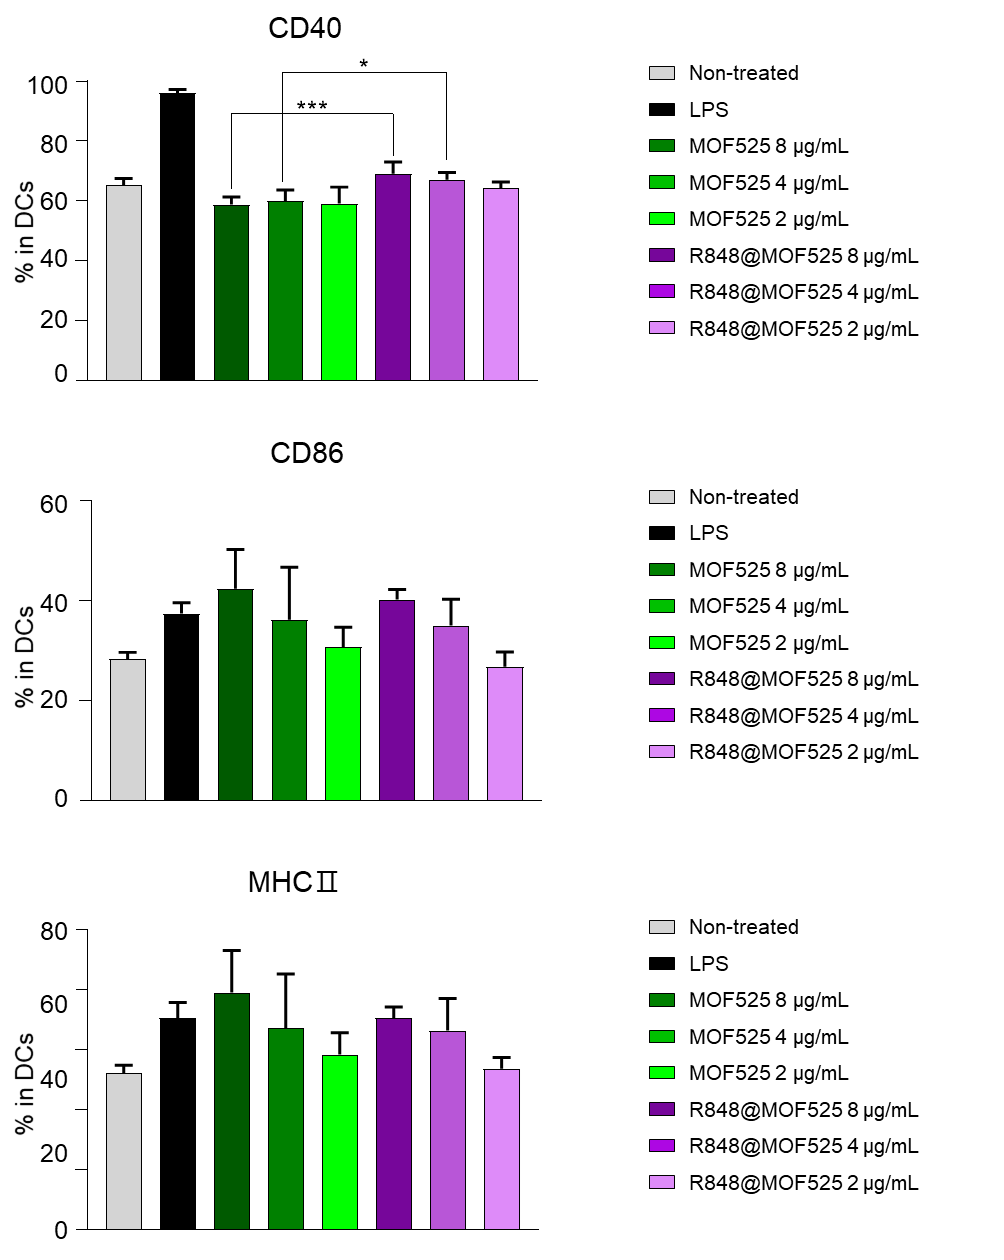 CD40
*
***
100
80
60
40
20
0
% in DCs
Non-treated
LPS
MOF525 8 µg/mL
MOF525 4 µg/mL
MOF525 2 µg/mL
R848@MOF525 8 µg/mL
R848@MOF525 4 µg/mL
R848@MOF525 2 µg/mL
CD86
60
40
20
0
% in DCs
Non-treated
LPS
MOF525 8 µg/mL
MOF525 4 µg/mL
MOF525 2 µg/mL
R848@MOF525 8 µg/mL
R848@MOF525 4 µg/mL
R848@MOF525 2 µg/mL
MHCⅡ
80
60
40
20
0
% in DCs
Non-treated
LPS
MOF525 8 µg/mL
MOF525 4 µg/mL
MOF525 2 µg/mL
R848@MOF525 8 µg/mL
R848@MOF525 4 µg/mL
R848@MOF525 2 µg/mL